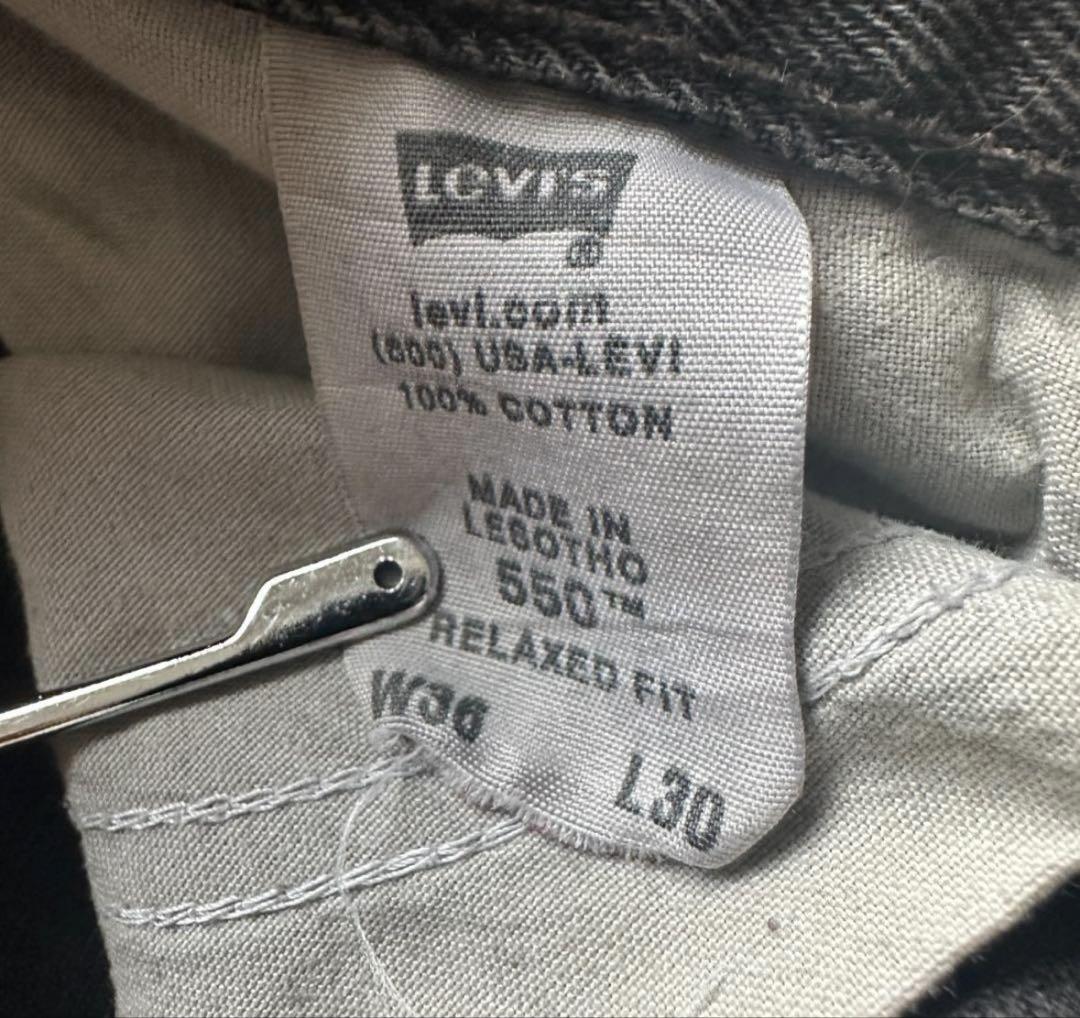 LEVI'S
®
levi.com
(800) USA-LEVI
100% COTTON
MADE IN
LESOTHO
550™
RELAXED FIT
W36
L30